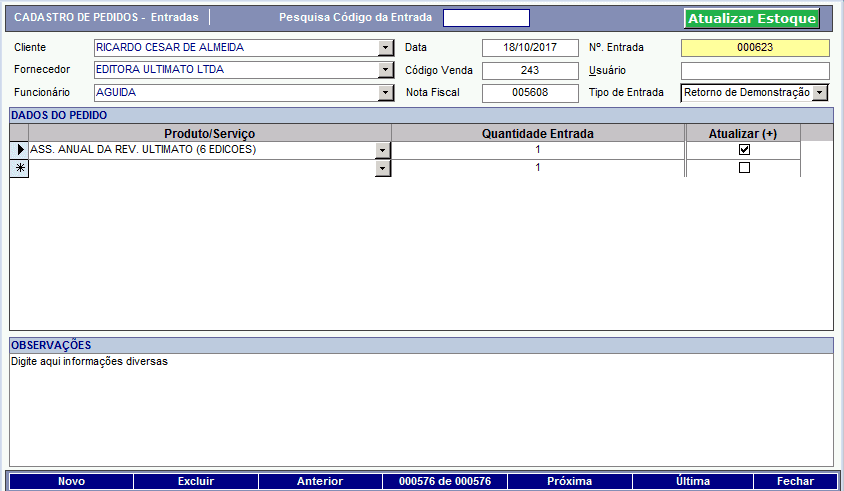 CADASTRO DE PEDIDOS - Entradas Pesquisa Código da Entrada Atualizar Estoque
Cliente RICARDO CESAR DE ALMEIDA Data 18/10/2017 Nº. Entrada 000623
Fornecedor EDITORA ULTIMATO LTDA Código Venda 243 Usuário
Funcionário AGUIDA Nota Fiscal 005608 Tipo de Entrada Retorno de Demonstração
DADOS DO PEDIDO
Produto/Serviço Quantidade Entrada Atualizar (+)
ASS. ANUAL DA REV. ULTIMATO (6 EDICOES) 1
1
OBSERVAÇÕES
Digite aqui informações diversas
Novo Excluir Anterior 000576 de 000576 Próxima Última Fechar